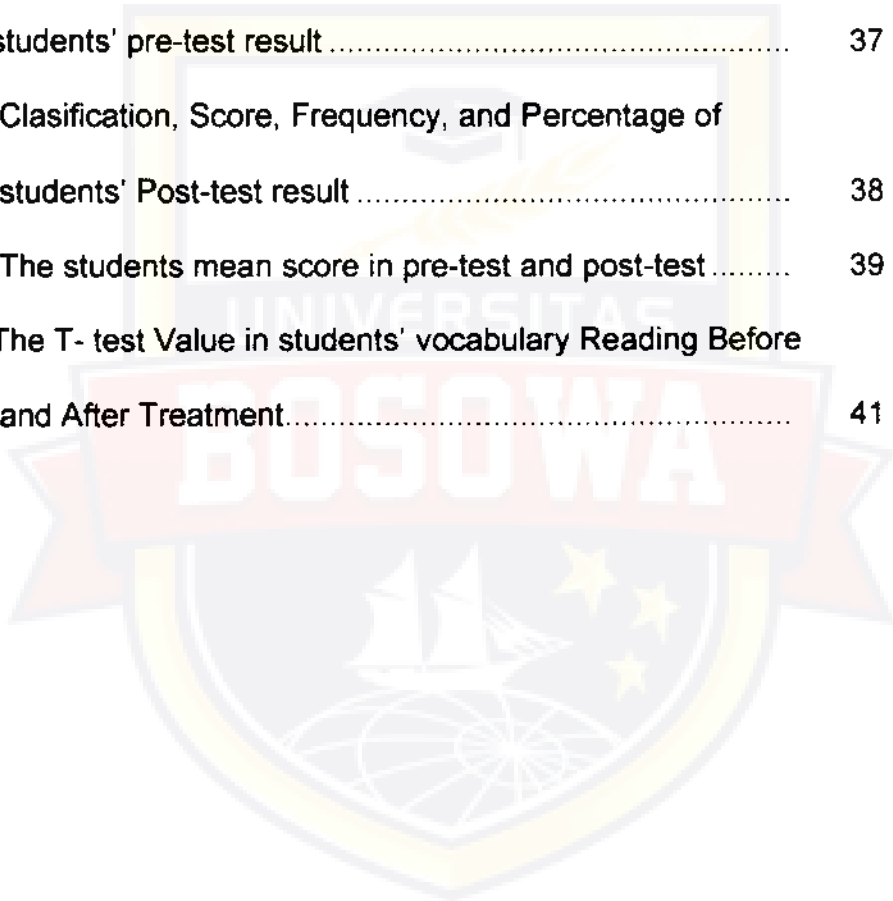 students' pre-test result ........................................................ 37
Clasification, Score, Frequency, and Percentage of
students' Post-test result ..................................................... 38
The students mean score in pre-test and post-test ......... 39
The T- test Value in students' vocabulary Reading Before
and After Treatment.............................................................. 41
UNIVERSITAS
BOSOWA